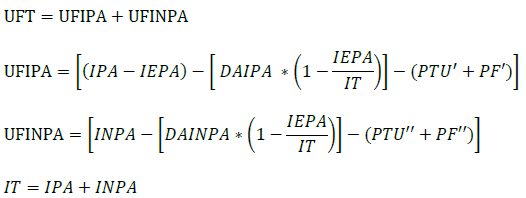 UFT = UFIPA + UFINPA
UFIPA = [(IPA − IEPA) − [ DAIPA * (1 − IEPA/IT)] − (PTU′ + PF′)]
UFINPA = [INPA − [DAINPA * (1 − IEPA/IT)] − (PTU′′ + PF′′)]
IT = IPA + INPA